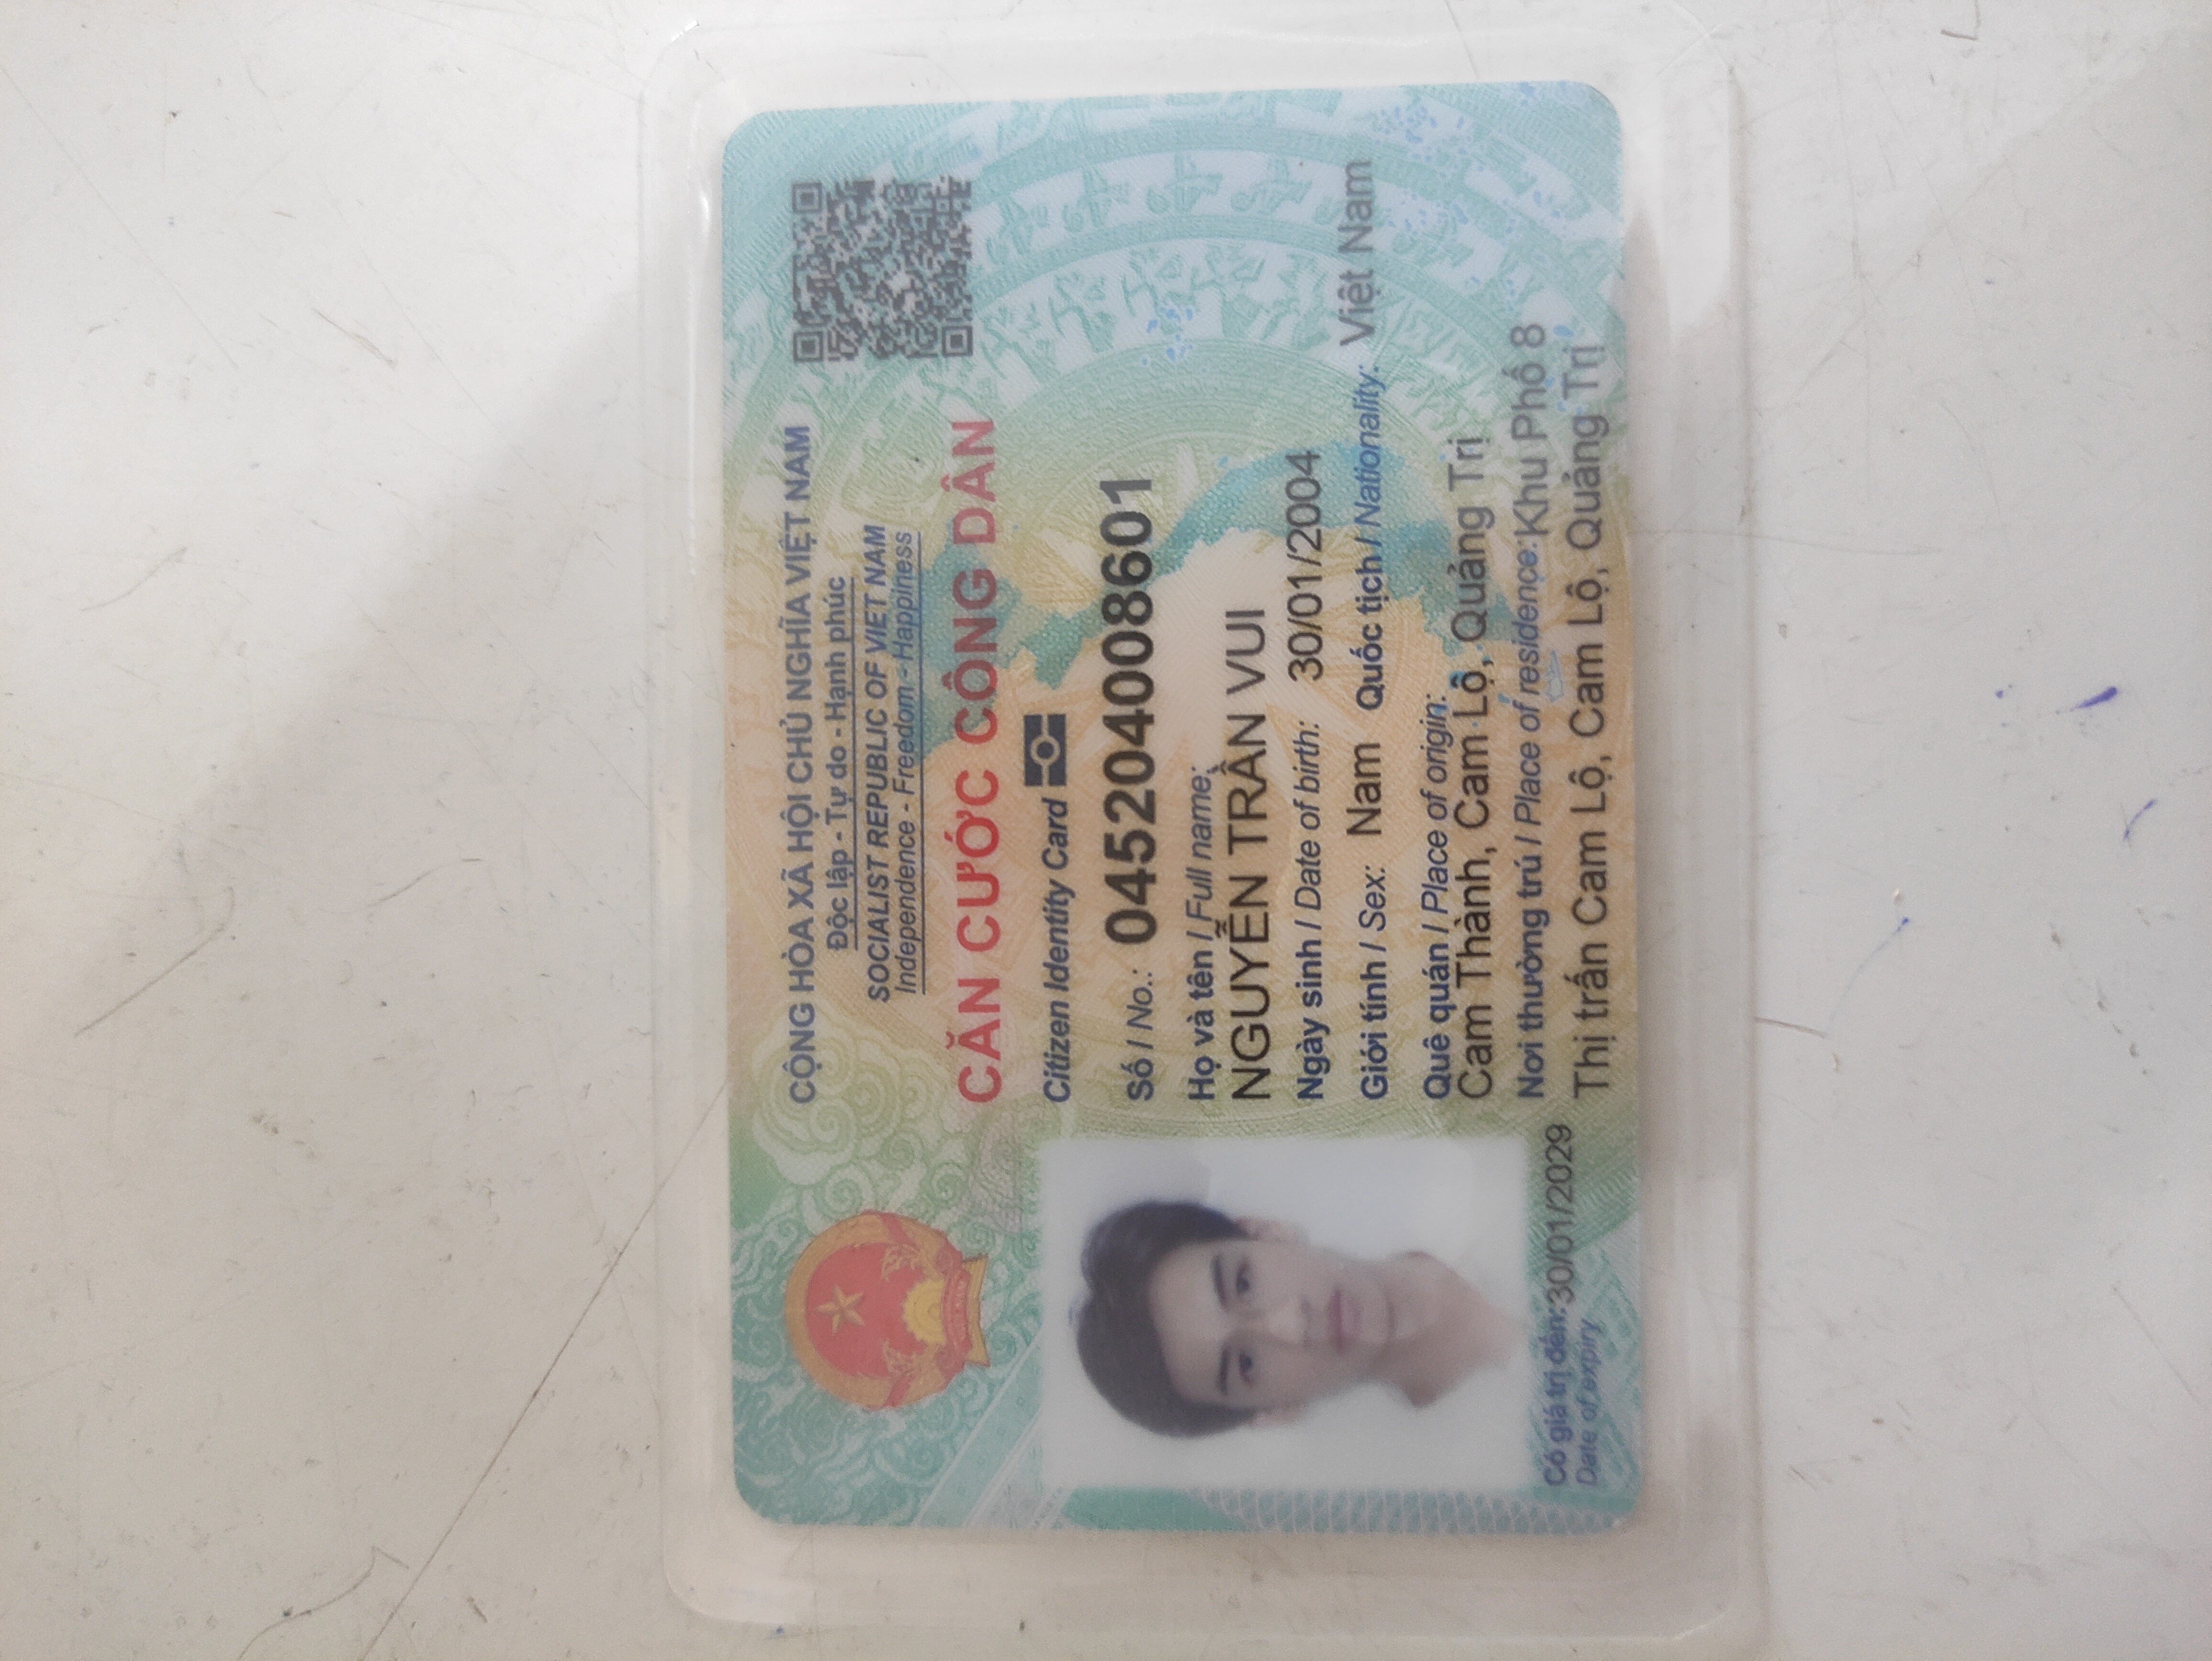 CỘNG HÒA XÃ HỘI CHỦ NGHĨA VIỆT NAM
Độc lập - Tự do - Hạnh phúc
SOCIALIST REPUBLIC OF VIET NAM
Independence - Freedom - Happiness
CĂN CƯỚC CÔNG DÂN
Citizen Identity Card
Số / No.: 045204008601
Họ và tên / Full name:
NGUYỄN TRẦN VUI
Ngày sinh / Date of birth: 30/01/2004
Giới tính / Sex: Nam Quốc tịch / Nationality: Việt Nam
Quê quán / Place of origin:
Cam Thành, Cam Lộ, Quảng Trị
Nơi thường trú / Place of residence: Khu Phố 8
Thị trấn Cam Lộ, Cam Lộ, Quảng Trị
Có giá trị đến: 30/01/2029
Date of expiry